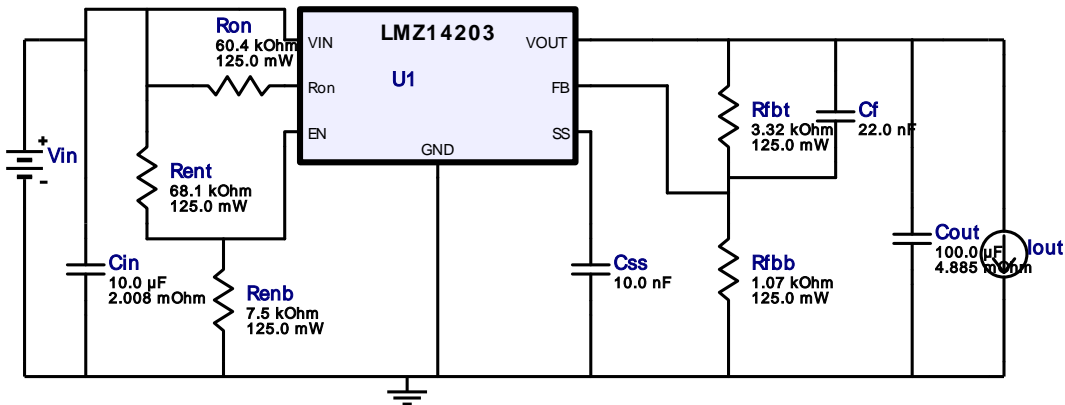 LMZ14203
U1
VIN
Ron
EN
GND
VOUT
FB
SS
Ron
60.4 kOhm
125.0 mW
Vin
+
-
Rent
68.1 kOhm
125.0 mW
Cin
10.0 µF
2.008 mOhm
Renb
7.5 kOhm
125.0 mW
Css
10.0 nF
Rfbt
3.32 kOhm
125.0 mW
Cf
22.0 nF
Rfbb
1.07 kOhm
125.0 mW
Cout
100.0 µF
4.885 mOhm
Iout